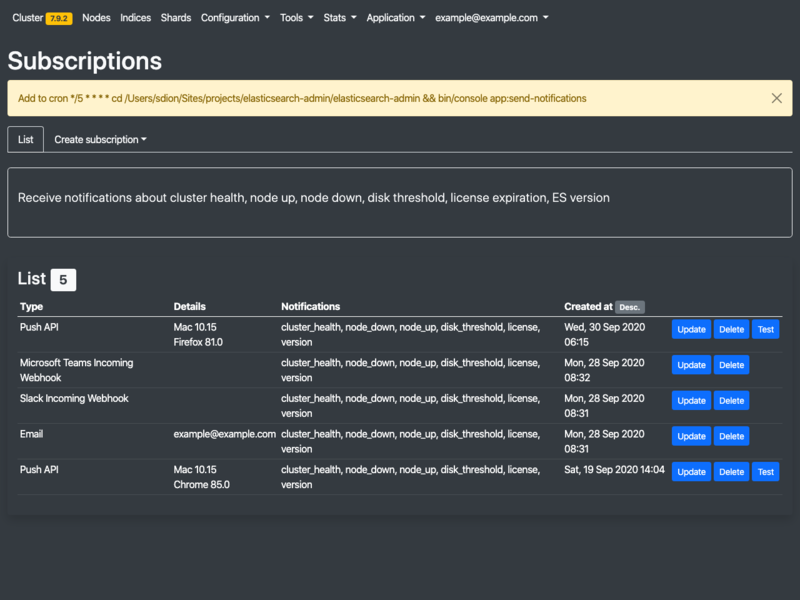 Cluster 7.9.2 Nodes Indices Shards Configuration Tools Stats Application example@example.com
Subscriptions
Add to cron */5 * * * * cd /Users/sdion/Sites/projects/elasticsearch-admin/elasticsearch-admin && bin/console app:send-notifications
List Create subscription
Receive notifications about cluster health, node up, node down, disk threshold, license expiration, ES version
List 5
Type Details Notifications Created at Desc.
Push API Mac 10.15 cluster_health, node_down, node_up, disk_threshold, license, Wed, 30 Sep 2020 Update Delete Test
Firefox 81.0 version 06:15
Microsoft Teams Incoming cluster_health, node_down, node_up, disk_threshold, license, Mon, 28 Sep 2020 Update Delete
Webhook version 08:32
Slack Incoming Webhook cluster_health, node_down, node_up, disk_threshold, license, Mon, 28 Sep 2020 Update Delete
version 08:31
Email example@example.com cluster_health, node_down, node_up, disk_threshold, license, Mon, 28 Sep 2020 Update Delete
version 08:31
Push API Mac 10.15 cluster_health, node_down, node_up, disk_threshold, license, Sat, 19 Sep 2020 14:04 Update Delete Test
Chrome 85.0 version